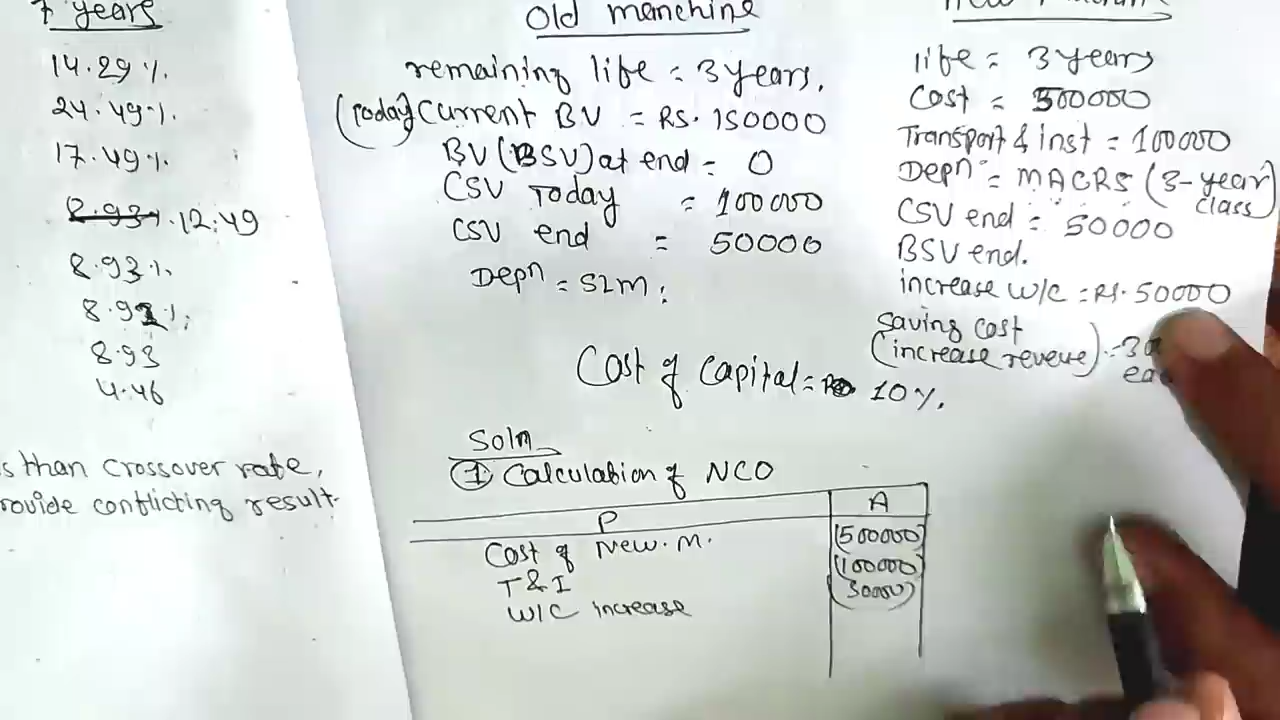 7 years
14.29%
24.49%.
17.49%
8.93%. 12.49
8.93%.
8.93%.
8.93
4.46
s than crossover rate,
rovide conflicting result.
Old manchine
remaining life = 3 years.
(Today) Current BV = RS. 150000
BV (BSV) at end = 0
CSV Today = 100000
CSV end = 50000
Depn = SLM.
Cost of Capital = 10%.
life = 3 years
Cost = 500000
Transport & inst = 100000
Depn = MACRS (3-year class)
CSV end = 50000
BSV end.
increase W/C = Rs. 50000
Saving cost
(increase reveue)
Soln
① Calculation of NCO
P A
Cost of New. M. (500000)
T & I (100000)
W/C increase (50000)